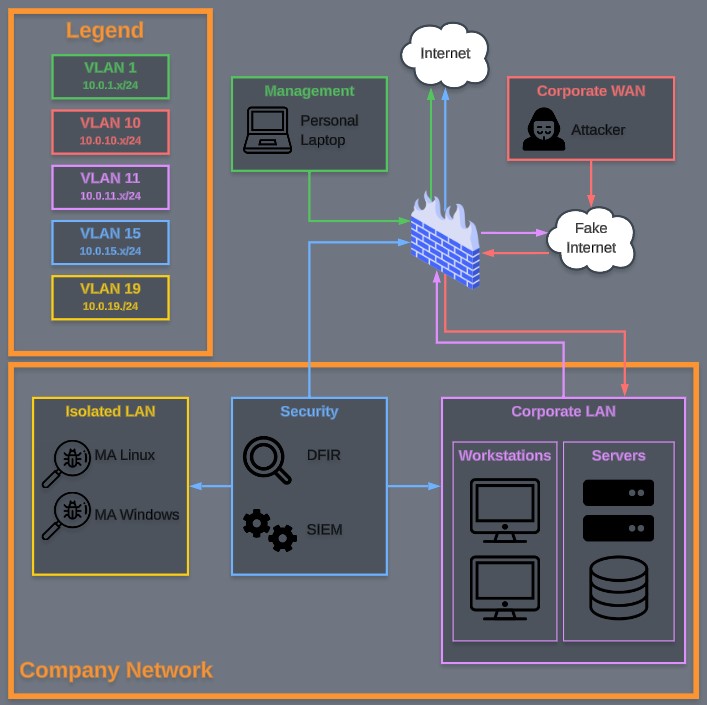 Legend
VLAN 1
10.0.1.x/24
VLAN 10
10.0.10.x/24
VLAN 11
10.0.11.x/24
VLAN 15
10.0.15.x/24
VLAN 19
10.0.19./24
Internet
Management
Personal
Laptop
Corporate WAN
Attacker
Fake
Internet
Isolated LAN
MA Linux
MA Windows
Security
DFIR
SIEM
Corporate LAN
Workstations
Servers
Company Network